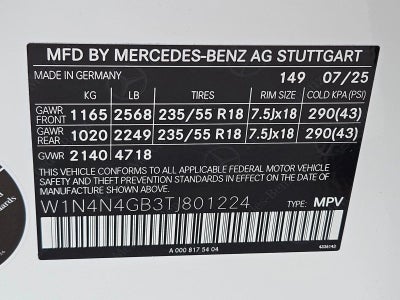 MFD BY MERCEDES-BENZ AG STUTTGART
MADE IN GERMANY 149 07/25
KG LB TIRES RIM SIZE COLD KPA(PSI)
GAWR FRONT 1165 2568 235/55 R18 7.5Jx18 290(43)
GAWR REAR 1020 2249 235/55 R18 7.5Jx18 290(43)
GVWR 2140 4718
THIS VEHICLE CONFORMS TO ALL APPLICABLE FEDERAL MOTOR VEHICLE
SAFETY, BUMPER, AND THEFT PREVENTION STANDARDS IN EFFECT ON THE DATE OF
MANUFACTURE SHOWN ABOVE.
W1N4N4GB3TJ801224 TYPE: MPV
A 000 817 54 04